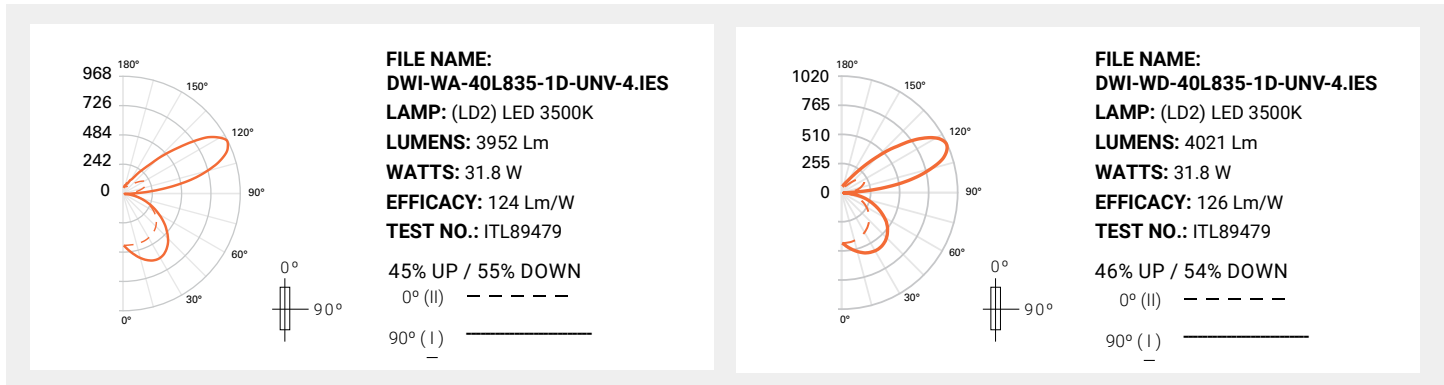 968
726
484
242
0
180°
150°
120°
90°
60°
30°
0°
0°
90°
FILE NAME:
DWI-WA-40L835-1D-UNV-4.IES
LAMP: (LD2) LED 3500K
LUMENS: 3952 Lm
WATTS: 31.8 W
EFFICACY: 124 Lm/W
TEST NO.: ITL89479
45% UP / 55% DOWN
0° (II)
90° ( I )
1020
765
510
255
0
180°
150°
120°
90°
60°
30°
0°
0°
90°
FILE NAME:
DWI-WD-40L835-1D-UNV-4.IES
LAMP: (LD2) LED 3500K
LUMENS: 4021 Lm
WATTS: 31.8 W
EFFICACY: 126 Lm/W
TEST NO.: ITL89479
46% UP / 54% DOWN
0° (II)
90° ( I )